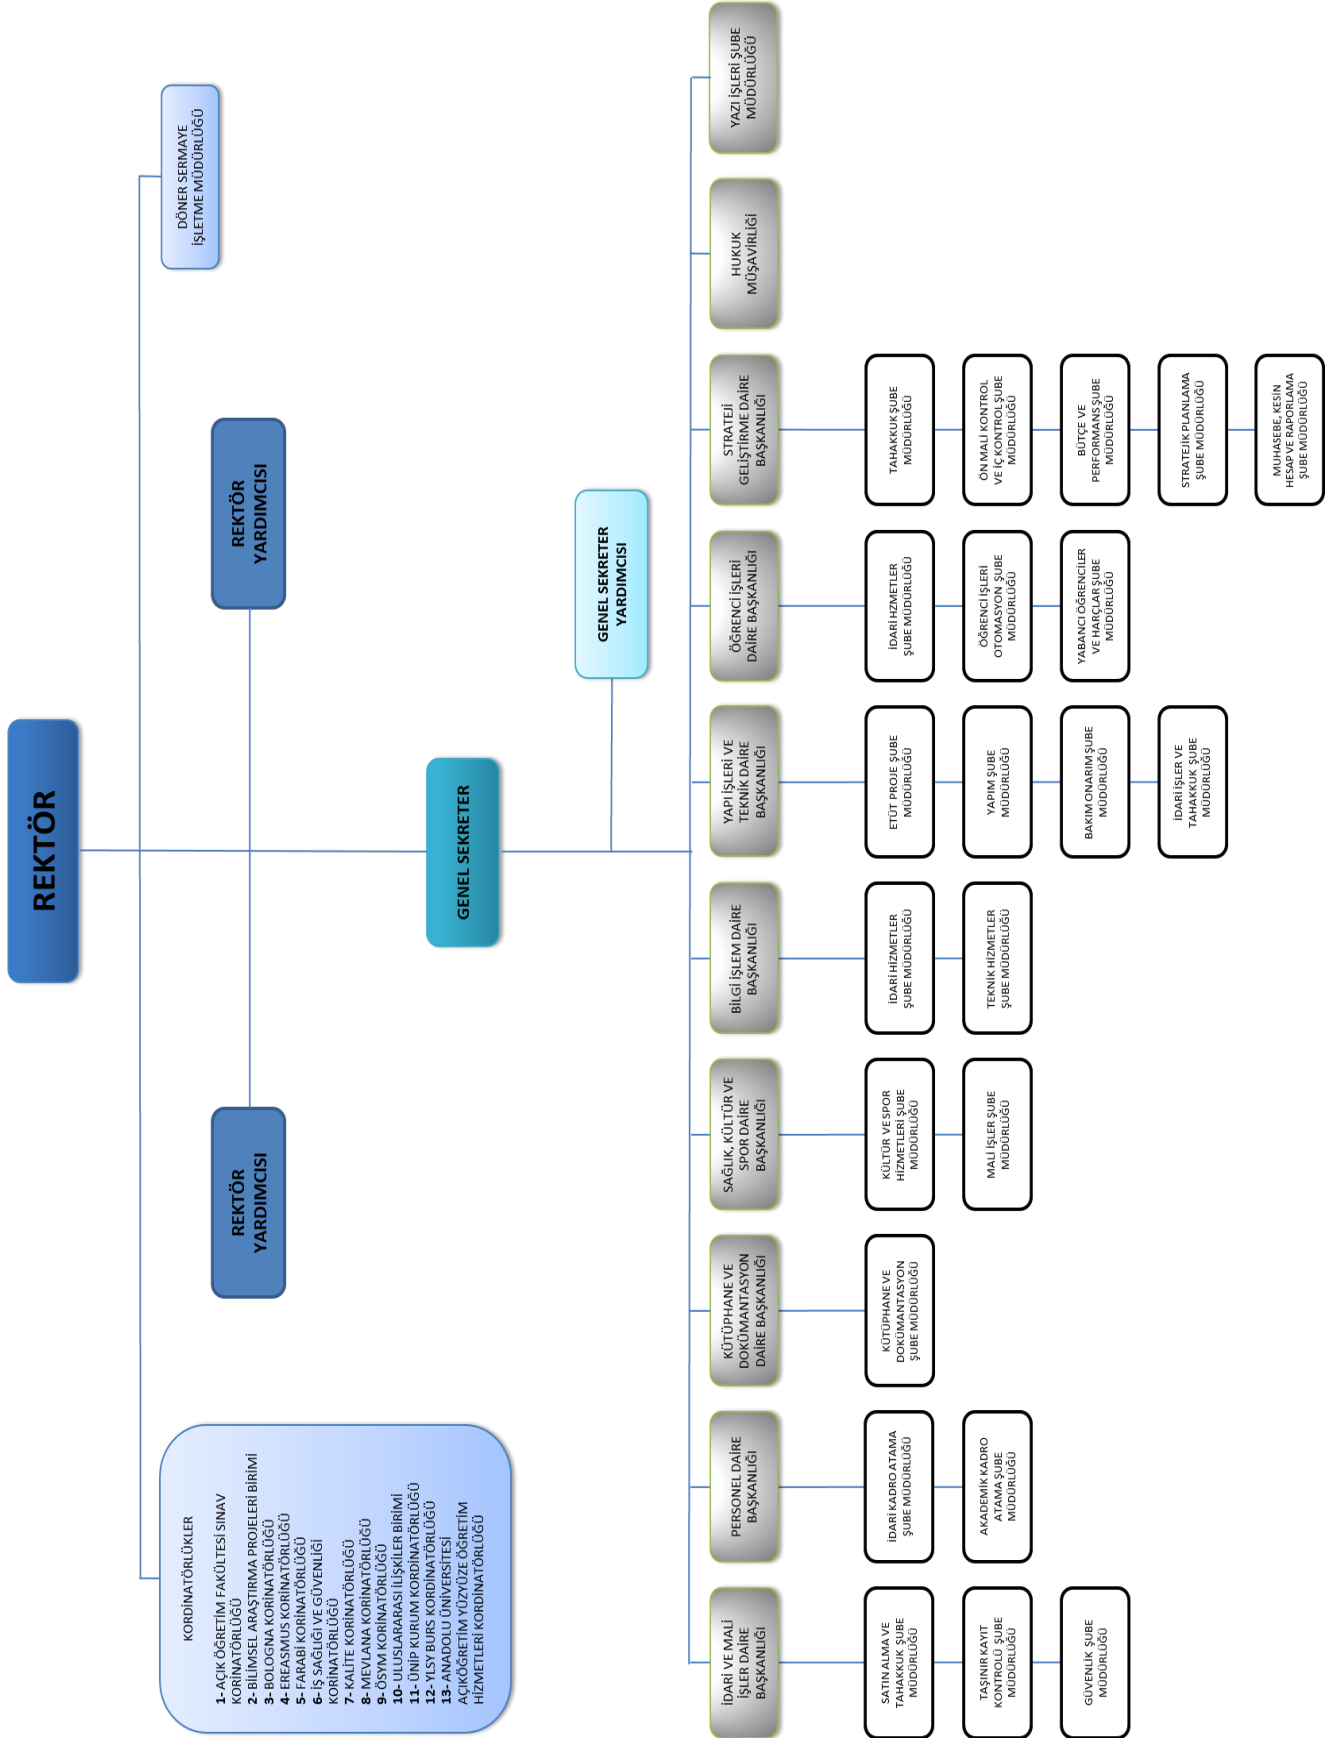 REKTÖR
KORDİNATÖRLÜKLER
1- AÇIK ÖĞRETİM FAKÜLTESİ SINAV
KORİNATÖRLÜĞÜ
2- BİLİMSEL ARAŞTIRMA PROJELERİ BİRİMİ
3- BOLOGNA KORİNATÖRLÜĞÜ
4- EREASMUS KORİNATÖRLÜĞÜ
5- FARABİ KORİNATÖRLÜĞÜ
6- İŞ SAĞLIĞI VE GÜVENLİĞİ
KORİNATÖRLÜĞÜ
7- KALİTE KORİNATÖRLÜĞÜ
8- MEVLANA KORİNATÖRLÜĞÜ
9- ÖSYM KORİNATÖRLÜĞÜ
10- ULUSLARARASI İLİŞKİLER BİRİMİ
11- ÜNİP KURUM KORDİNATÖRLÜĞÜ
12- YLSY BURS KORDİNATÖRLÜĞÜ
13- ANADOLU ÜNİVERSİTESİ
AÇIKÖĞRETİM YÜZYÜZE ÖĞRETİM
HİZMETLERİ KORDİNATÖRLÜĞÜ
DÖNER SERMAYE
İŞLETME MÜDÜRLÜĞÜ
REKTÖR
YARDIMCISI
REKTÖR
YARDIMCISI
GENEL SEKRETER
GENEL SEKRETER
YARDIMCISI
İDARİ VE MALİ
İŞLER DAİRE
BAŞKANLIĞI
SATIN ALMA VE
TAHAKKUK ŞUBE
MÜDÜRLÜĞÜ
TAŞINIR KAYIT
KONTROLÜ ŞUBE
MÜDÜRLÜĞÜ
GÜVENLİK ŞUBE
MÜDÜRLÜĞÜ
PERSONEL DAİRE
BAŞKANLIĞI
İDARİ KADRO ATAMA
ŞUBE MÜDÜRLÜĞÜ
AKADEMİK KADRO
ATAMA ŞUBE
MÜDÜRLÜĞÜ
KÜTÜPHANE VE
DOKÜMANTASYON
DAİRE BAŞKANLIĞI
KÜTÜPHANE VE
DOKÜMANTASYON
ŞUBE MÜDÜRLÜĞÜ
SAĞLIK, KÜLTÜR VE
SPOR DAİRE
BAŞKANLIĞI
KÜLTÜR VE SPOR
HİZMETLERİ ŞUBE
MÜDÜRLÜĞÜ
MALİ İŞLER ŞUBE
MÜDÜRLÜĞÜ
BİLGİ İŞLEM DAİRE
BAŞKANLIĞI
İDARİ HİZMETLER
ŞUBE MÜDÜRLÜĞÜ
TEKNİK HİZMETLER
ŞUBE MÜDÜRLÜĞÜ
YAPI İŞLERİ VE
TEKNİK DAİRE
BAŞKANLIĞI
ETÜT PROJE ŞUBE
MÜDÜRLÜĞÜ
YAPIM ŞUBE
MÜDÜRLÜĞÜ
BAKIM ONARIM ŞUBE
MÜDÜRLÜĞÜ
İDARİ İŞLER VE
TAHAKKUK ŞUBE
MÜDÜRLÜĞÜ
ÖĞRENCİ İŞLERİ
DAİRE BAŞKANLIĞI
İDARİ HZMETLER
ŞUBE MÜDÜRLÜĞÜ
ÖĞRENCİ İŞLERİ
OTOMASYON ŞUBE
MÜDÜRLÜĞÜ
YABANCI ÖĞRENCİLER
VE HARÇLAR ŞUBE
MÜDÜRLÜĞÜ
STRATEJİ
GELİŞTİRME DAİRE
BAŞKANLIĞI
TAHAKKUK ŞUBE
MÜDÜRLÜĞÜ
ÖN MALİ KONTROL
VE İÇ KONTROL ŞUBE
MÜDÜRLÜĞÜ
BÜTÇE VE
PERFORMANS ŞUBE
MÜDÜRLÜĞÜ
STRATEJİK PLANLAMA
ŞUBE MÜDÜRLÜĞÜ
MUHASEBE, KESİN
HESAP VE RAPORLAMA
ŞUBE MÜDÜRLÜĞÜ
HUKUK
MÜŞAVİRLİĞİ
YAZI İŞLERİ ŞUBE
MÜDÜRLÜĞÜ